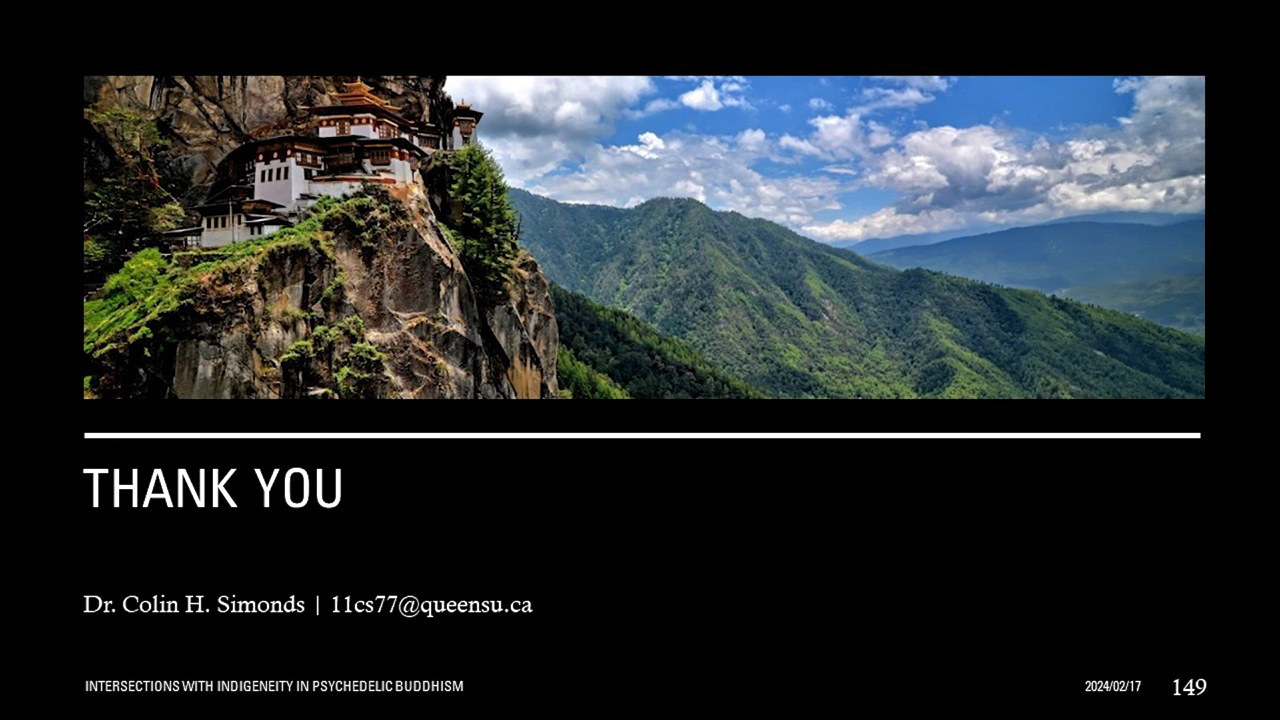 THANK YOU
Dr. Colin H. Simonds | 11cs77@queensu.ca
INTERSECTIONS WITH INDIGENEITY IN PSYCHEDELIC BUDDHISM
2024/02/17
149